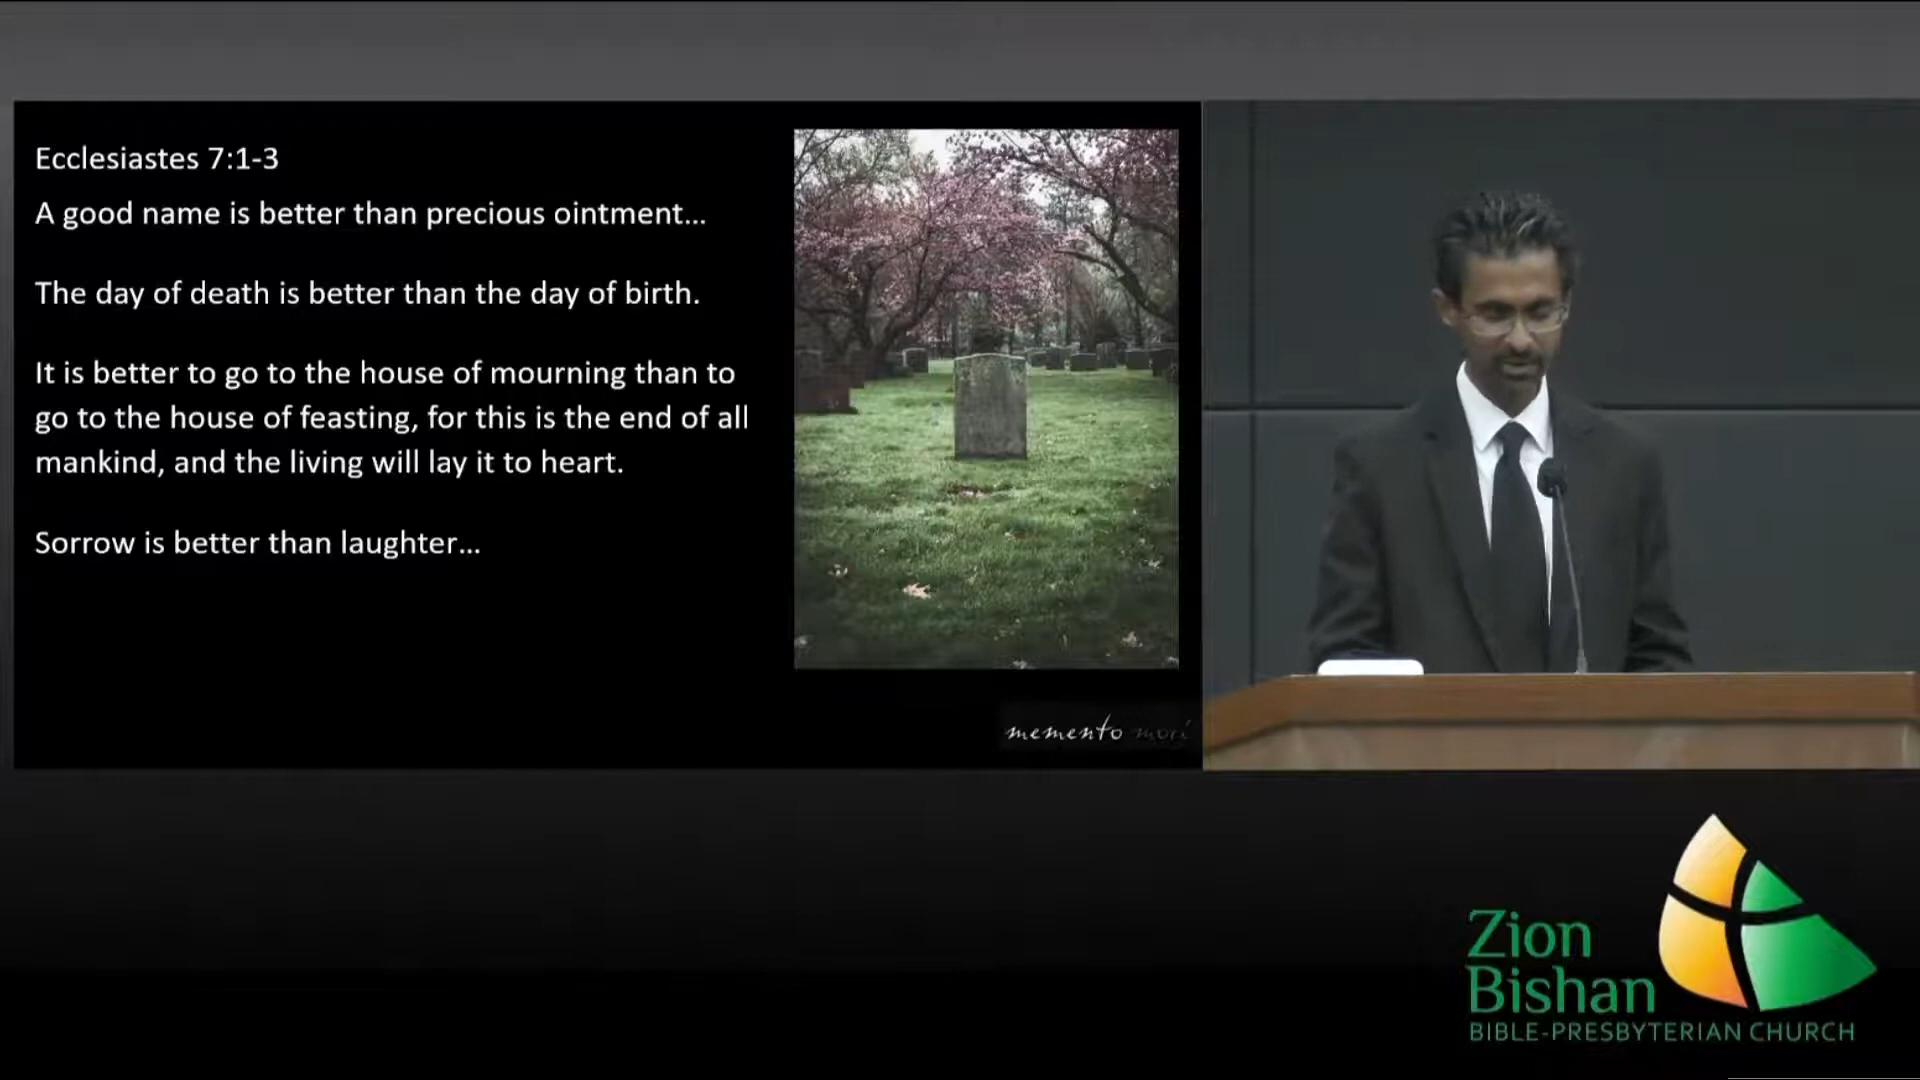 Ecclesiastes 7:1-3
A good name is better than precious ointment...
The day of death is better than the day of birth.
It is better to go to the house of mourning than to
go to the house of feasting, for this is the end of all
mankind, and the living will lay it to heart.
Sorrow is better than laughter...
memento mori
Zion
Bishan
BIBLE-PRESBYTERIAN CHURCH